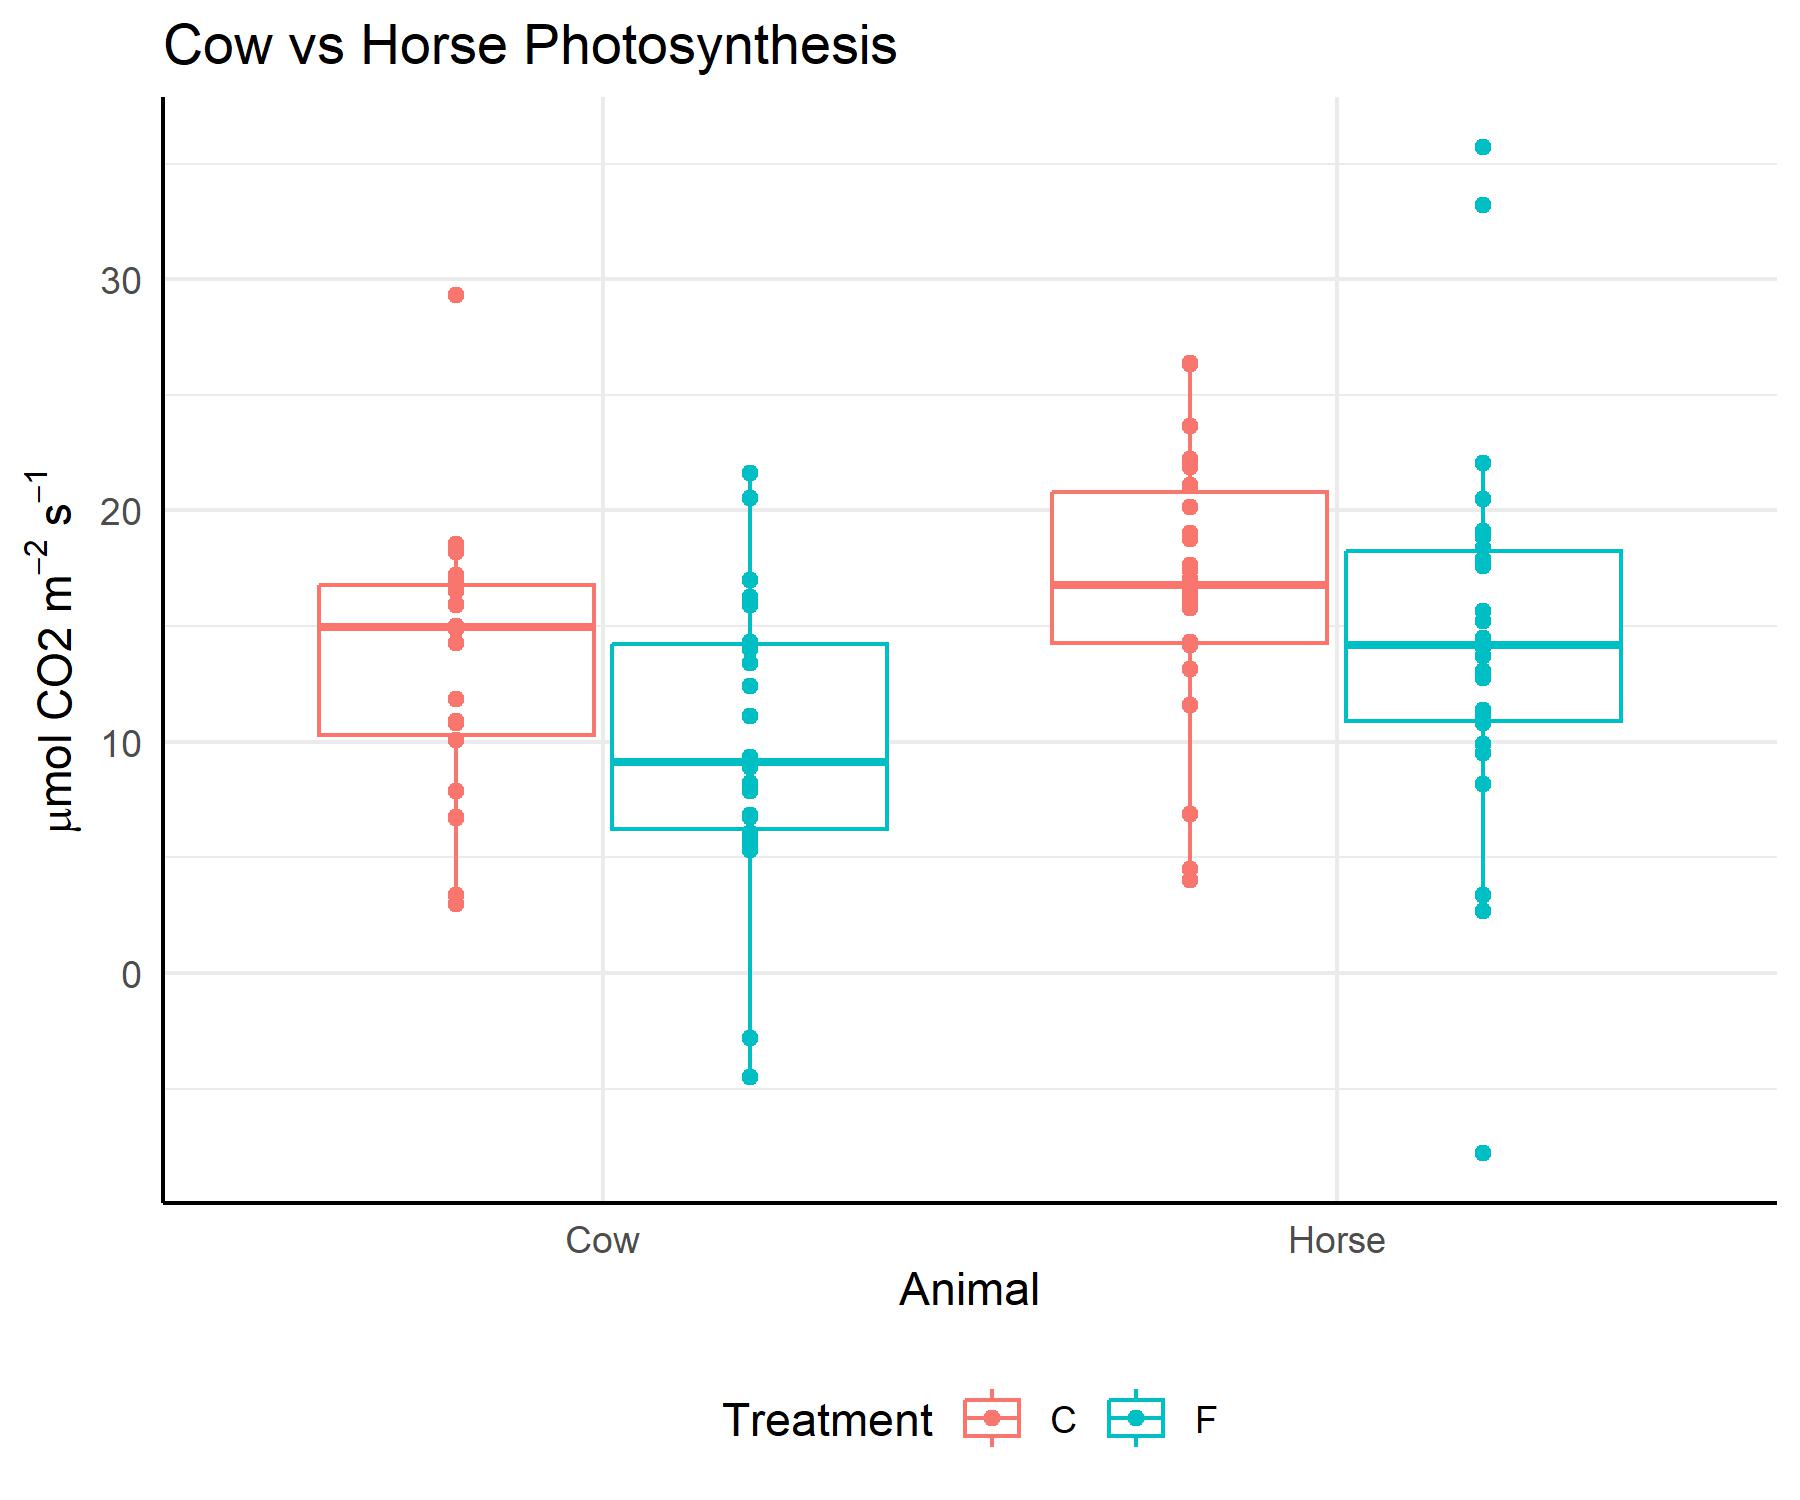 Cow vs Horse Photosynthesis
μmol CO2 m⁻² s⁻¹
30
20
10
0
Cow Horse
Animal
Treatment C F